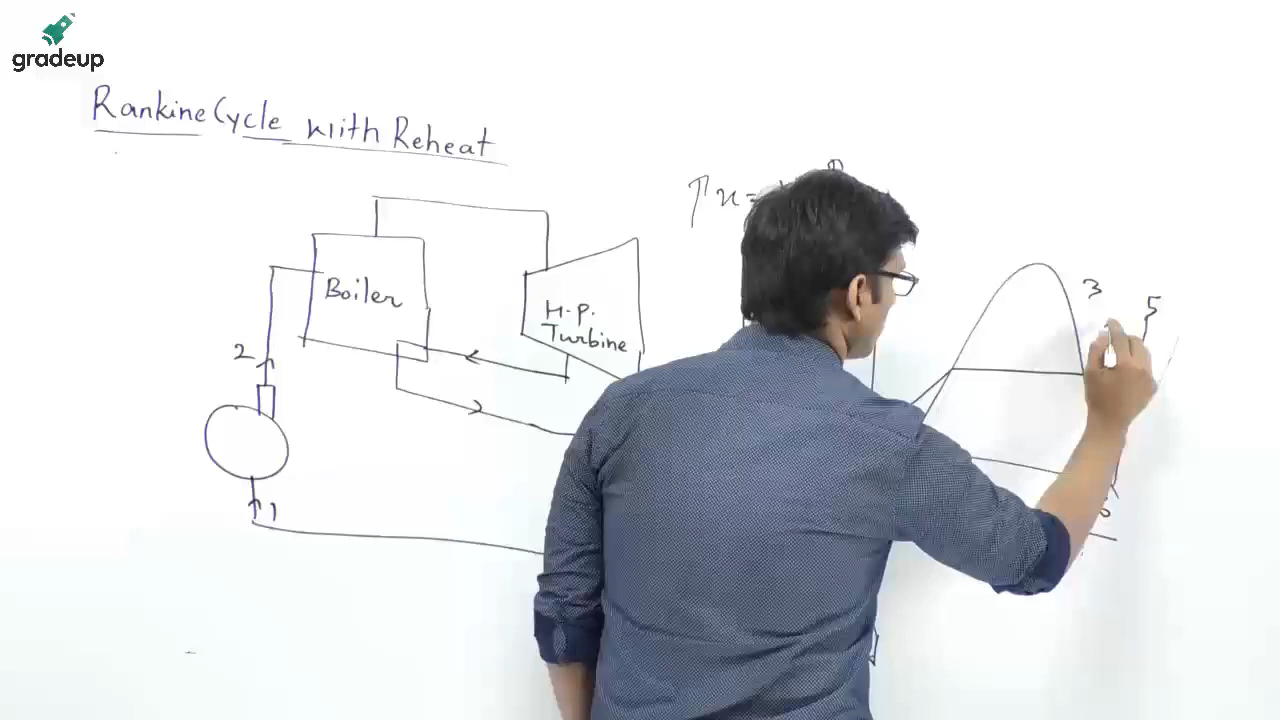 gradeup
Rankine Cycle with Reheat
↑x=
Boiler
H.P.
Turbine
3
5
2
1